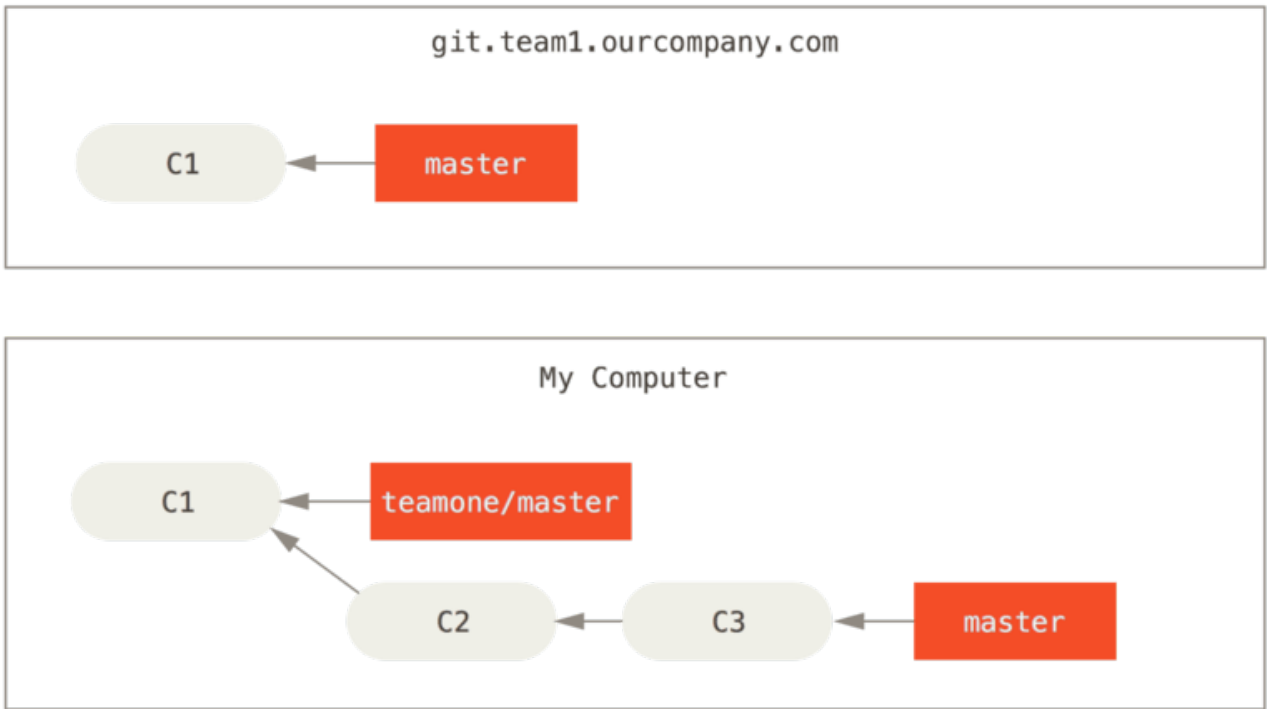 git.team1.ourcompany.com
C1
master
My Computer
C1
teamone/master
C2
C3
master